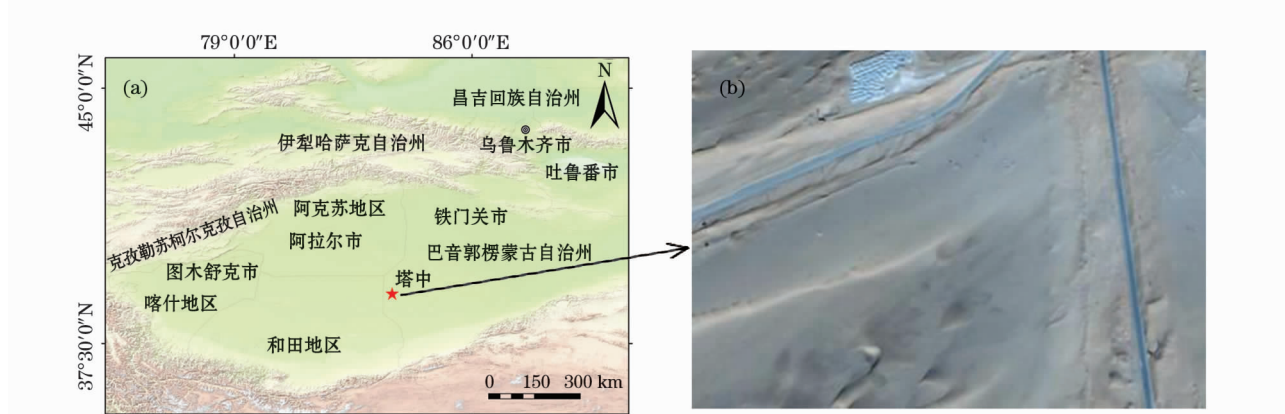 79°0′0″E
86°0′0″E
45°0′0″N
37°30′0″N
(a)
N
昌吉回族自治州
伊犁哈萨克自治州
乌鲁木齐市
吐鲁番市
克孜勒苏柯尔克孜自治州
阿克苏地区
铁门关市
阿拉尔市
巴音郭楞蒙古自治州
图木舒克市
塔中
喀什地区
和田地区
0 150 300 km
(b)